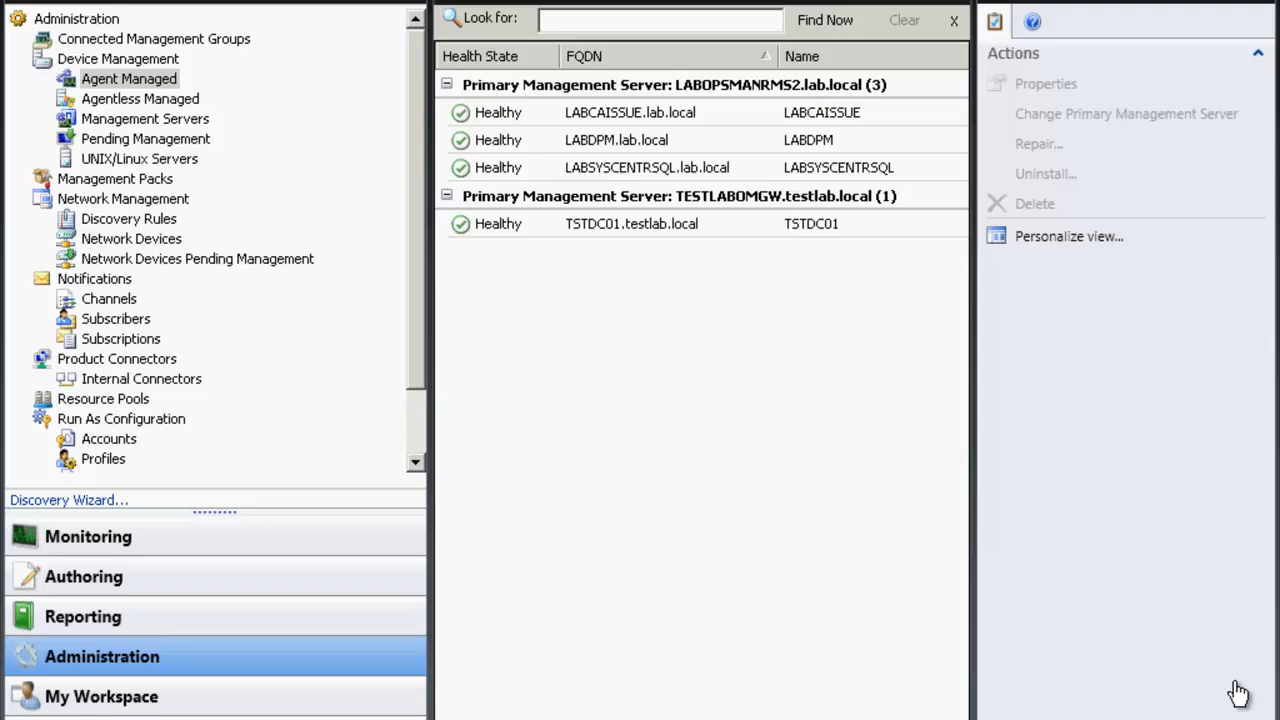 Administration
Connected Management Groups
Device Management
Agent Managed
Agentless Managed
Management Servers
Pending Management
UNIX/Linux Servers
Management Packs
Network Management
Discovery Rules
Network Devices
Network Devices Pending Management
Notifications
Channels
Subscribers
Subscriptions
Product Connectors
Internal Connectors
Resource Pools
Run As Configuration
Accounts
Profiles
Discovery Wizard...
Monitoring
Authoring
Reporting
Administration
My Workspace
Look for: Find Now Clear x
Health State FQDN Name
Primary Management Server: LABOPSMANRMS2.lab.local (3)
Healthy LABCAISSUE.lab.local LABCAISSUE
Healthy LABDPM.lab.local LABDPM
Healthy LABSYSCENTRSQL.lab.local LABSYSCENTRSQL
Primary Management Server: TESTLABOMGW.testlab.local (1)
Healthy TSTDC01.testlab.local TSTDC01
Actions
Properties
Change Primary Management Server
Repair...
Uninstall...
Delete
Personalize view...